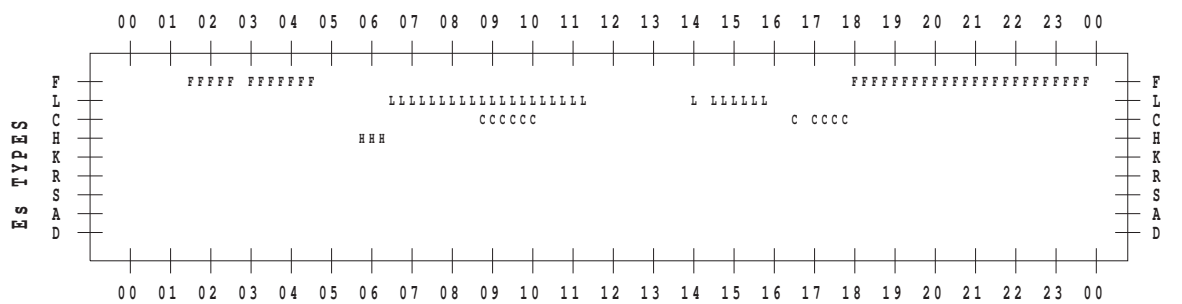 00 01 02 03 04 05 06 07 08 09 10 11 12 13 14 15 16 17 18 19 20 21 22 23 00
F FFFFF FFFFFFF FFFFFFFFFFFFFFFFFFFFFFFF F
L LLLLLLLLLLLLLLLLLLLL L LLLLLL L
C CCCCCC C CCCC C
H HHH H
K K
R R
S S
A A
D D
Es TYPES
00 01 02 03 04 05 06 07 08 09 10 11 12 13 14 15 16 17 18 19 20 21 22 23 00